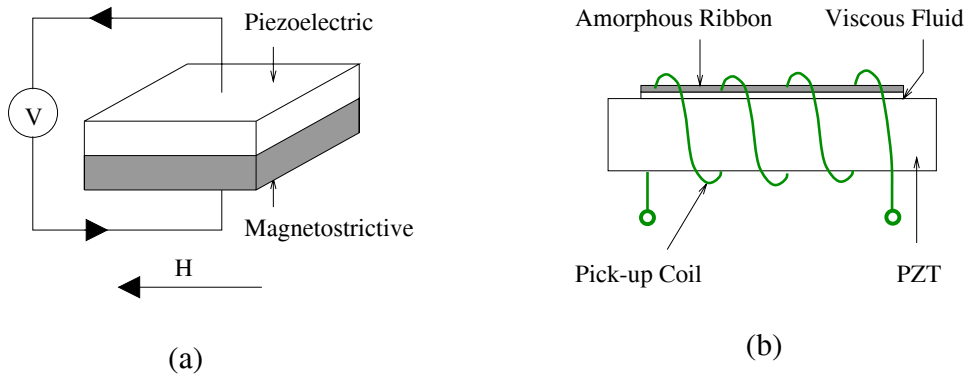 Piezoelectric
V
Magnetostrictive
H
(a)
Amorphous Ribbon
Viscous Fluid
Pick-up Coil
PZT
(b)